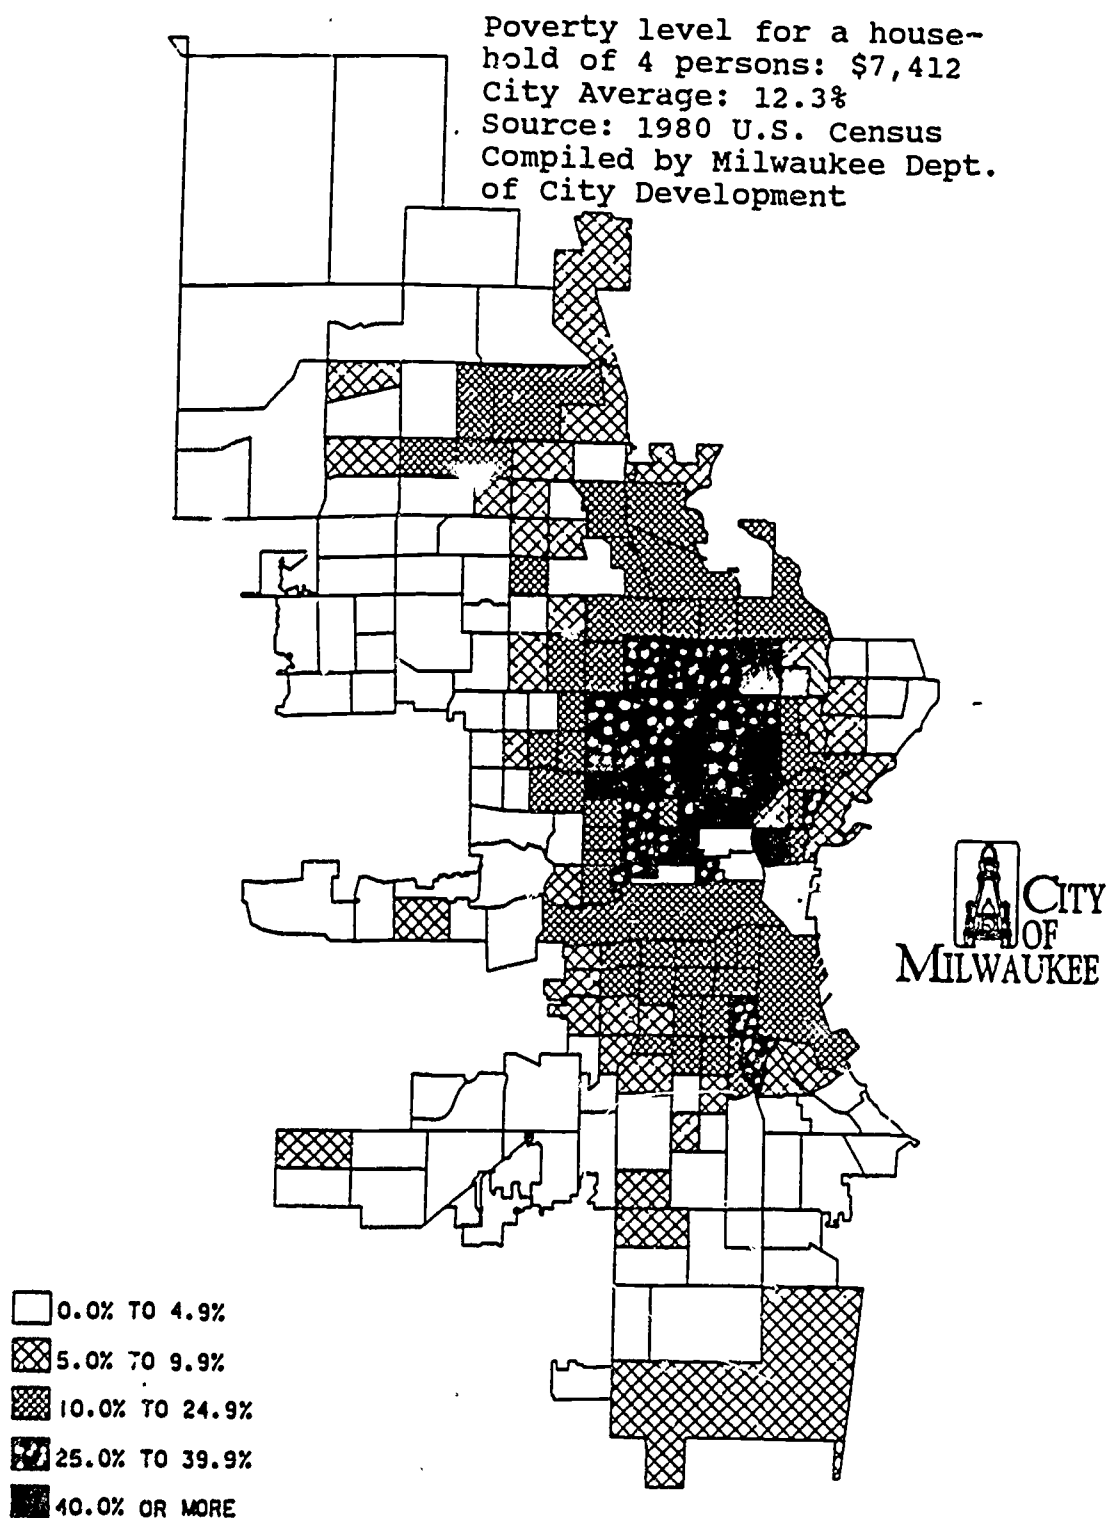 Poverty level for a house-
hold of 4 persons: $7,412
City Average: 12.3%
Source: 1980 U.S. Census
Compiled by Milwaukee Dept.
of City Development
CITY
OF
MILWAUKEE
0.0% TO 4.9%
5.0% TO 9.9%
10.0% TO 24.9%
25.0% TO 39.9%
40.0% OR MORE